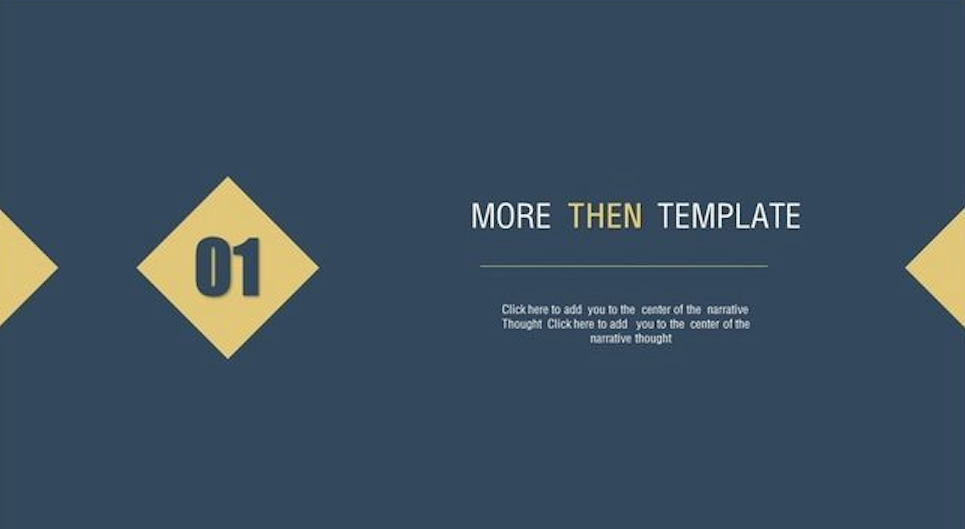 01
MORE THEN TEMPLATE
Click here to add you to the center of the narrative
Thought Click here to add you to the center of the
narrative thought